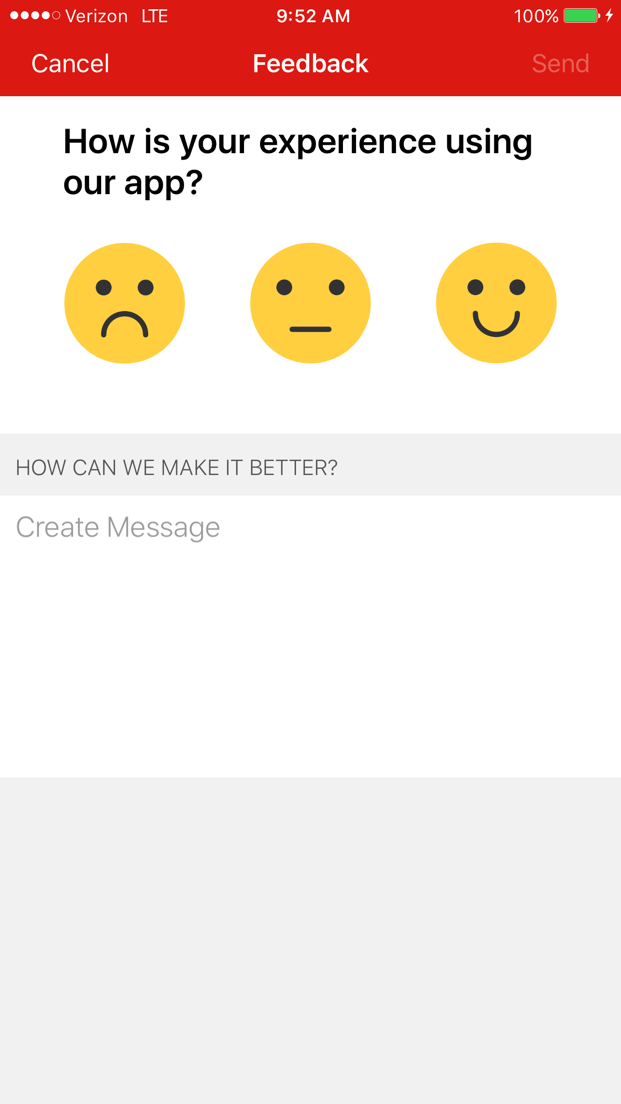 Verizon LTE 9:52 AM 100%
Cancel Feedback Send
How is your experience using
our app?
HOW CAN WE MAKE IT BETTER?
Create Message